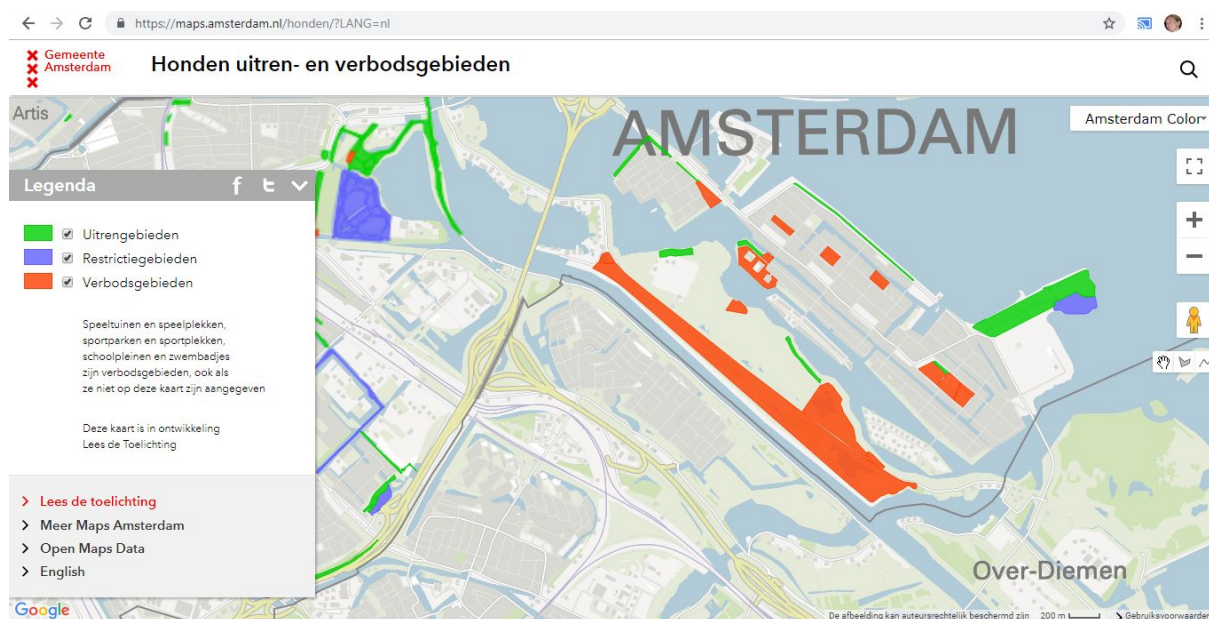 https://maps.amsterdam.nl/honden/?LANG=nl
Gemeente
Amsterdam
Honden uitren- en verbodsgebieden
Artis
AMSTERDAM
Amsterdam Color
Legenda
Uitrengebieden
Restrictiegebieden
Verbodsgebieden
Speeltuinen en speelplekken,
sportparken en sportplekken,
schoolpleinen en zwembadjes
zijn verbodsgebieden, ook als
ze niet op deze kaart zijn aangegeven
Deze kaart is in ontwikkeling
Lees de Toelichting
> Lees de toelichting
> Meer Maps Amsterdam
> Open Maps Data
> English
Over-Diemen
Google
De afbeelding kan auteursrechtelijk beschermd zijn 200 m > Gebruiksvoorwaarden